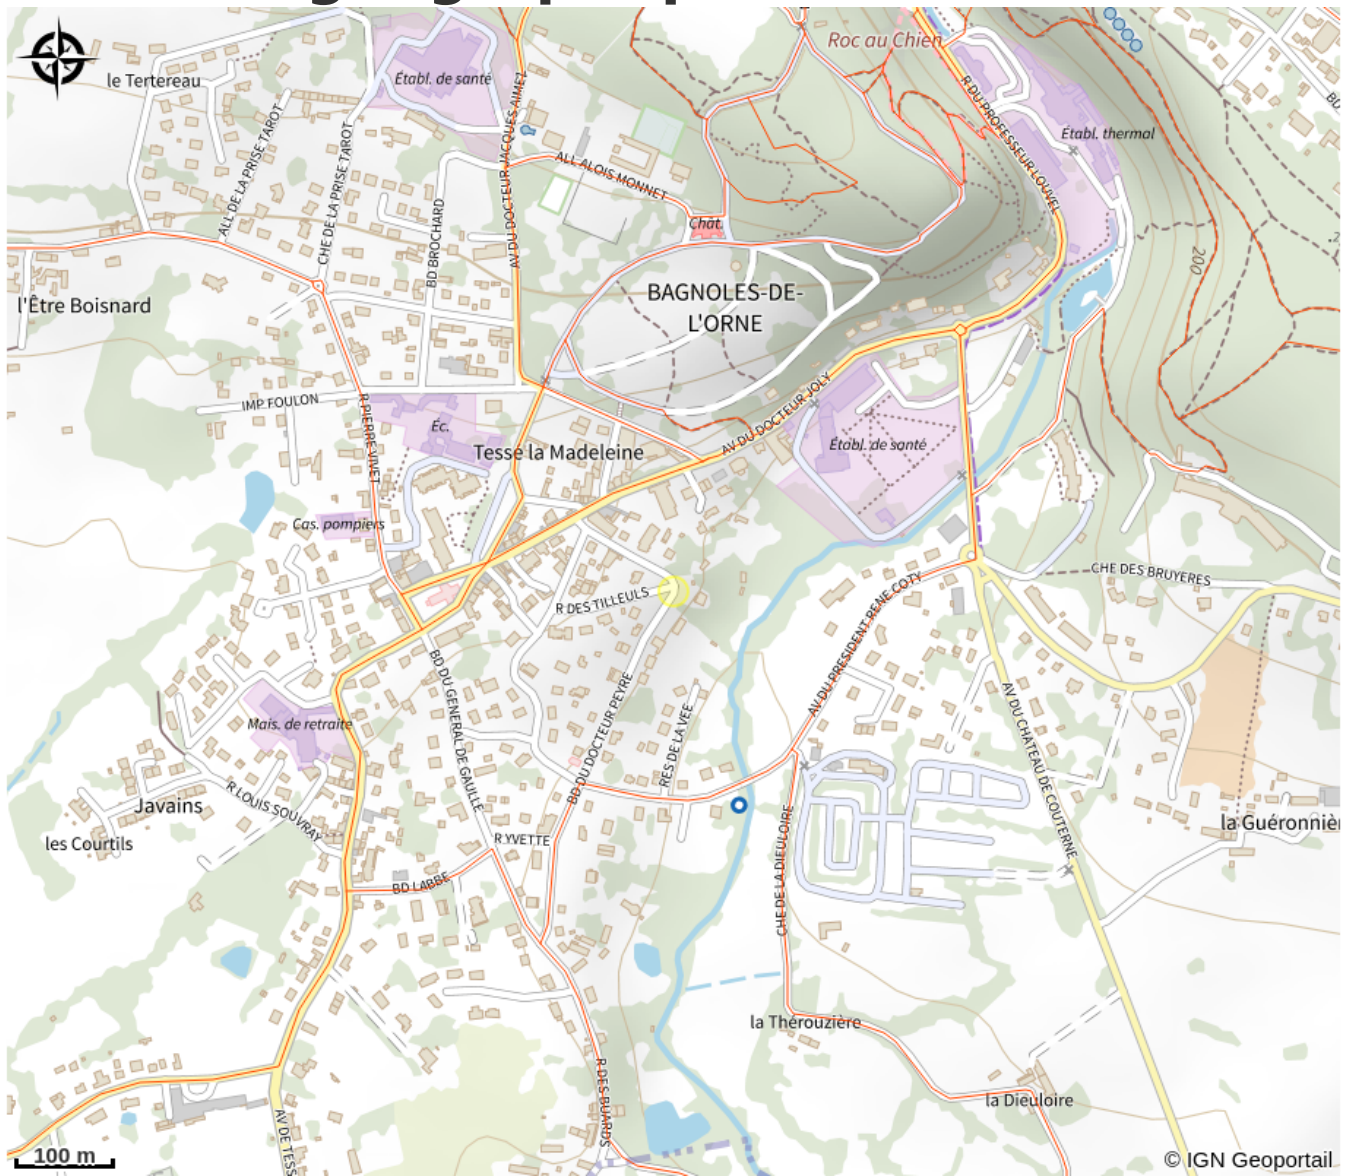 Roc au Chien
le Tertereau
Établ. de santé
R DU PROFESSEUR LOUVEL
Établ. thermal
AV DU DOCTEUR JACQUES AIMEZ
ALL DE LA PRISE TAROT
CHE DE LA PRISE TAROT
ALL ALOIS MONNET
BD BROCHARD
Chât.
200
l'Être Boisnard
BAGNOLES-DE-
L'ORNE
IMP FOULON
R PIERRE VIVET
AV DU DOCTEUR JOLY
Éc.
Tesse la Madeleine
Établ. de santé
Cas. pompiers
CHE DES BRUYERES
R DES TILLEULS
AV DU PRESIDENT RENE COTY
BD DU GENERAL DE GAULLE
BD DU DOCTEUR PEYRE
RES DE LA VEE
AV DU CHATEAU DE COUTERNE
Mais. de retraite
Javains
R LOUIS SOUVRAY
les Courtils
R YVETTE
BD LABBE
CHE DE LA DIEULOIRE
la Guéronnièr
la Thérouzière
la Dieuloire
R DES BUARDS
AV DE TESS
100 m
© IGN Geoportail